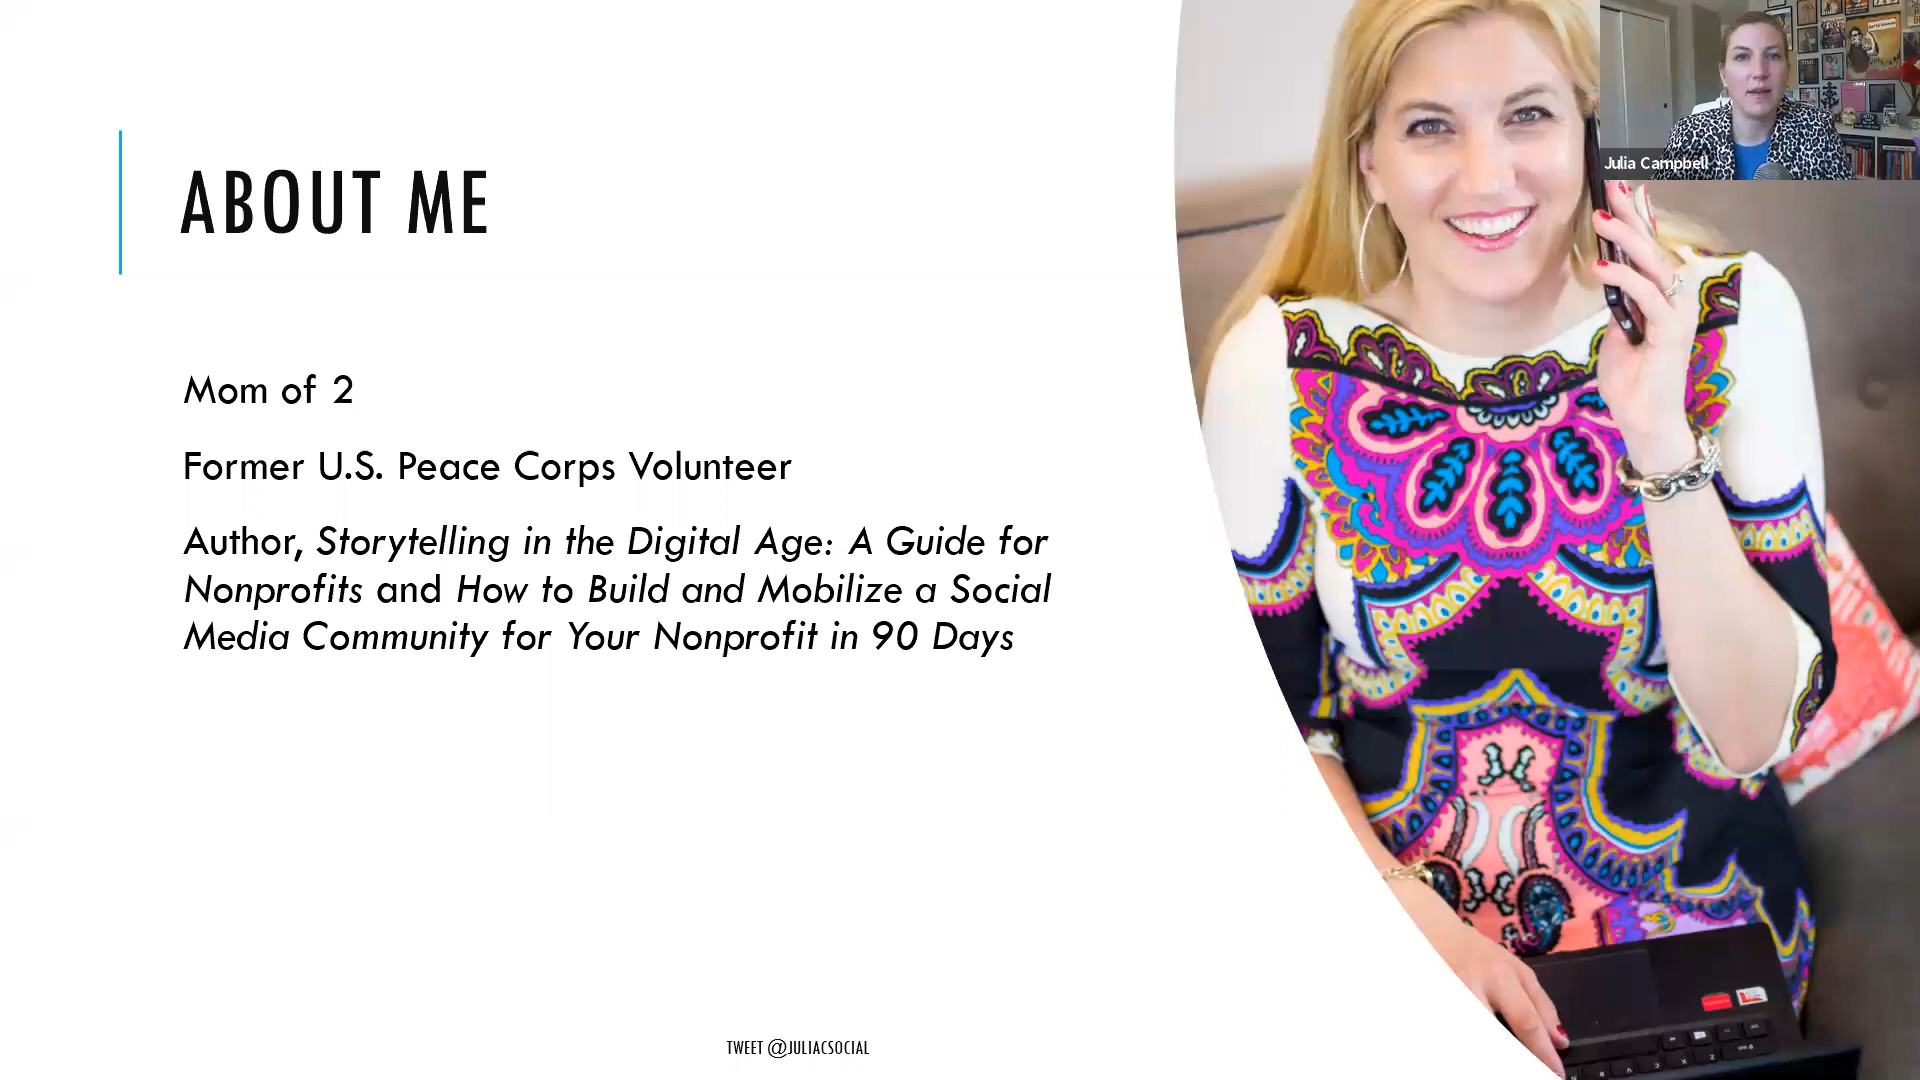 ABOUT ME
Julia Campbell
Mom of 2
Former U.S. Peace Corps Volunteer
Author, Storytelling in the Digital Age: A Guide for
Nonprofits and How to Build and Mobilize a Social
Media Community for Your Nonprofit in 90 Days
TWEET @JULIACSOCIAL